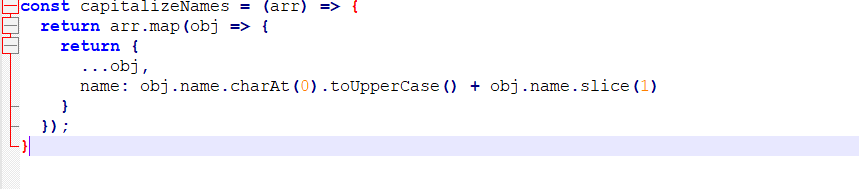 const capitalizeNames = (arr) => {
  return arr.map(obj => {
    return {
      ...obj,
      name: obj.name.charAt(0).toUpperCase() + obj.name.slice(1)
    }
  });
}